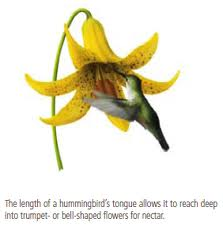 The length of a hummingbird's tongue allows it to reach deep
into trumpet- or bell-shaped flowers for nectar.